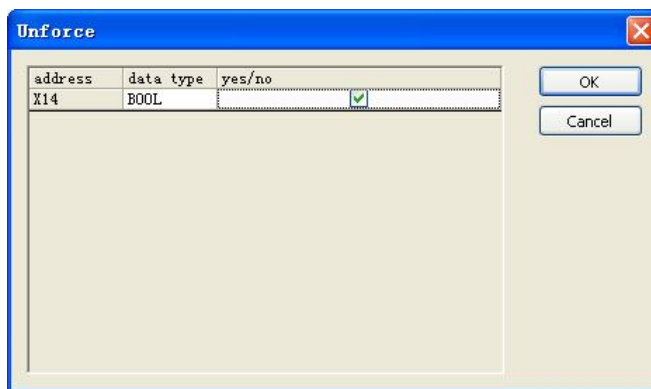 Unforce
address data type yes/no
X14 BOOL
OK
Cancel